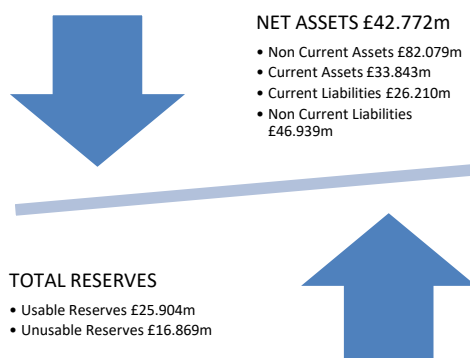 NET ASSETS £42.772m
• Non Current Assets £82.079m
• Current Assets £33.843m
• Current Liabilities £26.210m
• Non Current Liabilities
£46.939m
TOTAL RESERVES
• Usable Reserves £25.904m
• Unusable Reserves £16.869m